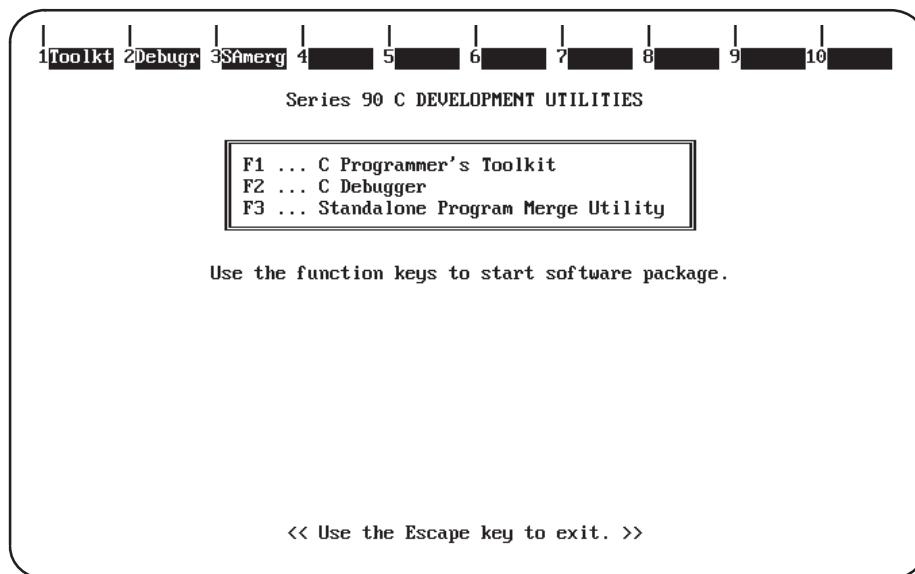 1Toolkt 2Debugr 3SAmerg 4 5 6 7 8 9 10
Series 90 C DEVELOPMENT UTILITIES
F1 ... C Programmer's Toolkit
F2 ... C Debugger
F3 ... Standalone Program Merge Utility
Use the function keys to start software package.
<< Use the Escape key to exit. >>